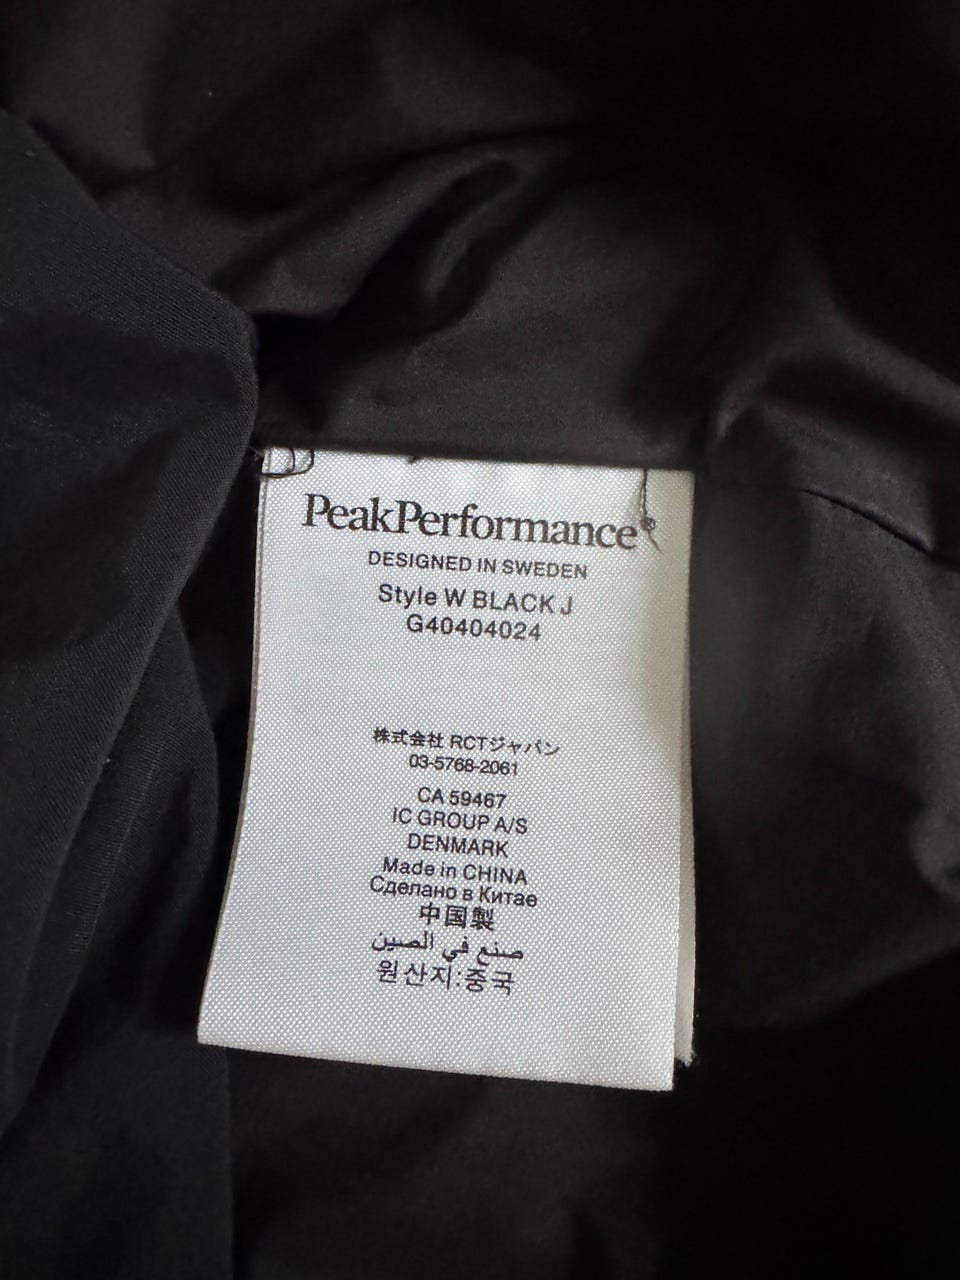 PeakPerformance®
DESIGNED IN SWEDEN
Style W BLACK J
G40404024
株式会社 RCTジャパン
03-5768-2061
CA 59467
IC GROUP A/S
DENMARK
Made in CHINA
Сделано в Китае
中国製
صنع في الصين
원산지:중국